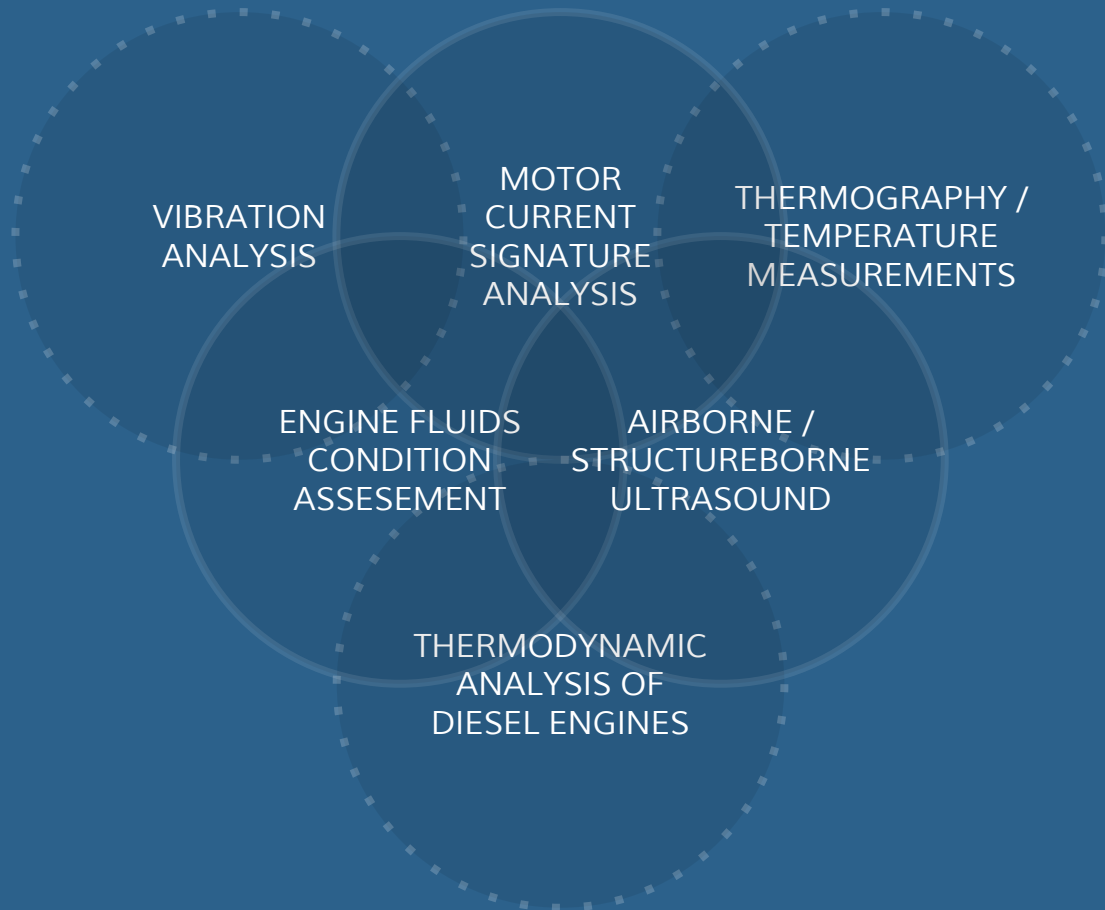 VIBRATION
ANALYSIS
MOTOR
CURRENT
SIGNATURE
ANALYSIS
THERMOGRAPHY /
TEMPERATURE
MEASUREMENTS
ENGINE FLUIDS
CONDITION
ASSESEMENT
AIRBORNE /
STRUCTUREBORNE
ULTRASOUND
THERMODYNAMIC
ANALYSIS OF
DIESEL ENGINES